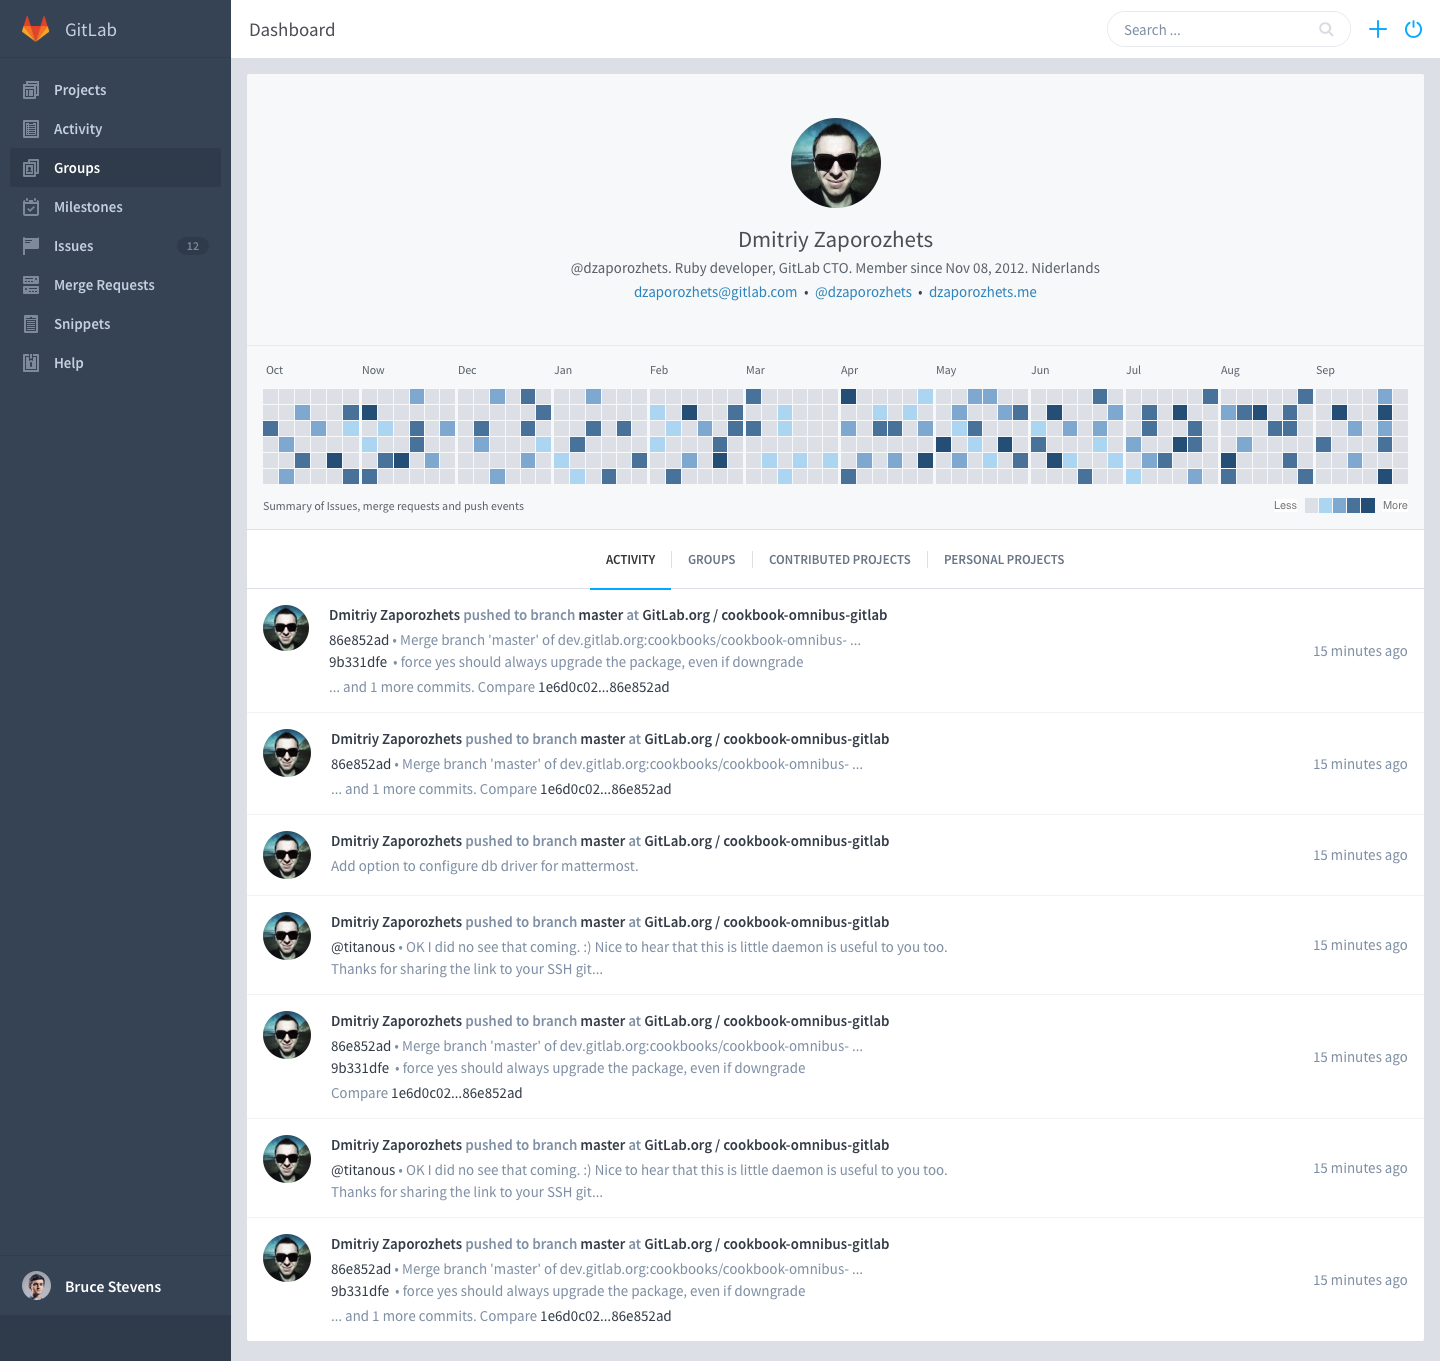 GitLab
Dashboard
Search ...
Projects
Activity
Groups
Milestones
Issues 12
Merge Requests
Snippets
Help
Bruce Stevens
Dmitriy Zaporozhets
@dzaporozhets. Ruby developer, GitLab CTO. Member since Nov 08, 2012. Niderlands
dzaporozhets@gitlab.com • @dzaporozhets • dzaporozhets.me
Oct Now Dec Jan Feb Mar Apr May Jun Jul Aug Sep
Summary of Issues, merge requests and push events
Less More
ACTIVITY GROUPS CONTRIBUTED PROJECTS PERSONAL PROJECTS
Dmitriy Zaporozhets pushed to branch master at GitLab.org / cookbook-omnibus-gitlab
86e852ad • Merge branch 'master' of dev.gitlab.org:cookbooks/cookbook-omnibus- ...
9b331dfe • force yes should always upgrade the package, even if downgrade
... and 1 more commits. Compare 1e6d0c02...86e852ad
15 minutes ago
Dmitriy Zaporozhets pushed to branch master at GitLab.org / cookbook-omnibus-gitlab
86e852ad • Merge branch 'master' of dev.gitlab.org:cookbooks/cookbook-omnibus- ...
... and 1 more commits. Compare 1e6d0c02...86e852ad
15 minutes ago
Dmitriy Zaporozhets pushed to branch master at GitLab.org / cookbook-omnibus-gitlab
Add option to configure db driver for mattermost.
15 minutes ago
Dmitriy Zaporozhets pushed to branch master at GitLab.org / cookbook-omnibus-gitlab
@titanous • OK I did no see that coming. :) Nice to hear that this is little daemon is useful to you too.
Thanks for sharing the link to your SSH git...
15 minutes ago
Dmitriy Zaporozhets pushed to branch master at GitLab.org / cookbook-omnibus-gitlab
86e852ad • Merge branch 'master' of dev.gitlab.org:cookbooks/cookbook-omnibus- ...
9b331dfe • force yes should always upgrade the package, even if downgrade
Compare 1e6d0c02...86e852ad
15 minutes ago
Dmitriy Zaporozhets pushed to branch master at GitLab.org / cookbook-omnibus-gitlab
@titanous • OK I did no see that coming. :) Nice to hear that this is little daemon is useful to you too.
Thanks for sharing the link to your SSH git...
15 minutes ago
Dmitriy Zaporozhets pushed to branch master at GitLab.org / cookbook-omnibus-gitlab
86e852ad • Merge branch 'master' of dev.gitlab.org:cookbooks/cookbook-omnibus- ...
9b331dfe • force yes should always upgrade the package, even if downgrade
... and 1 more commits. Compare 1e6d0c02...86e852ad
15 minutes ago